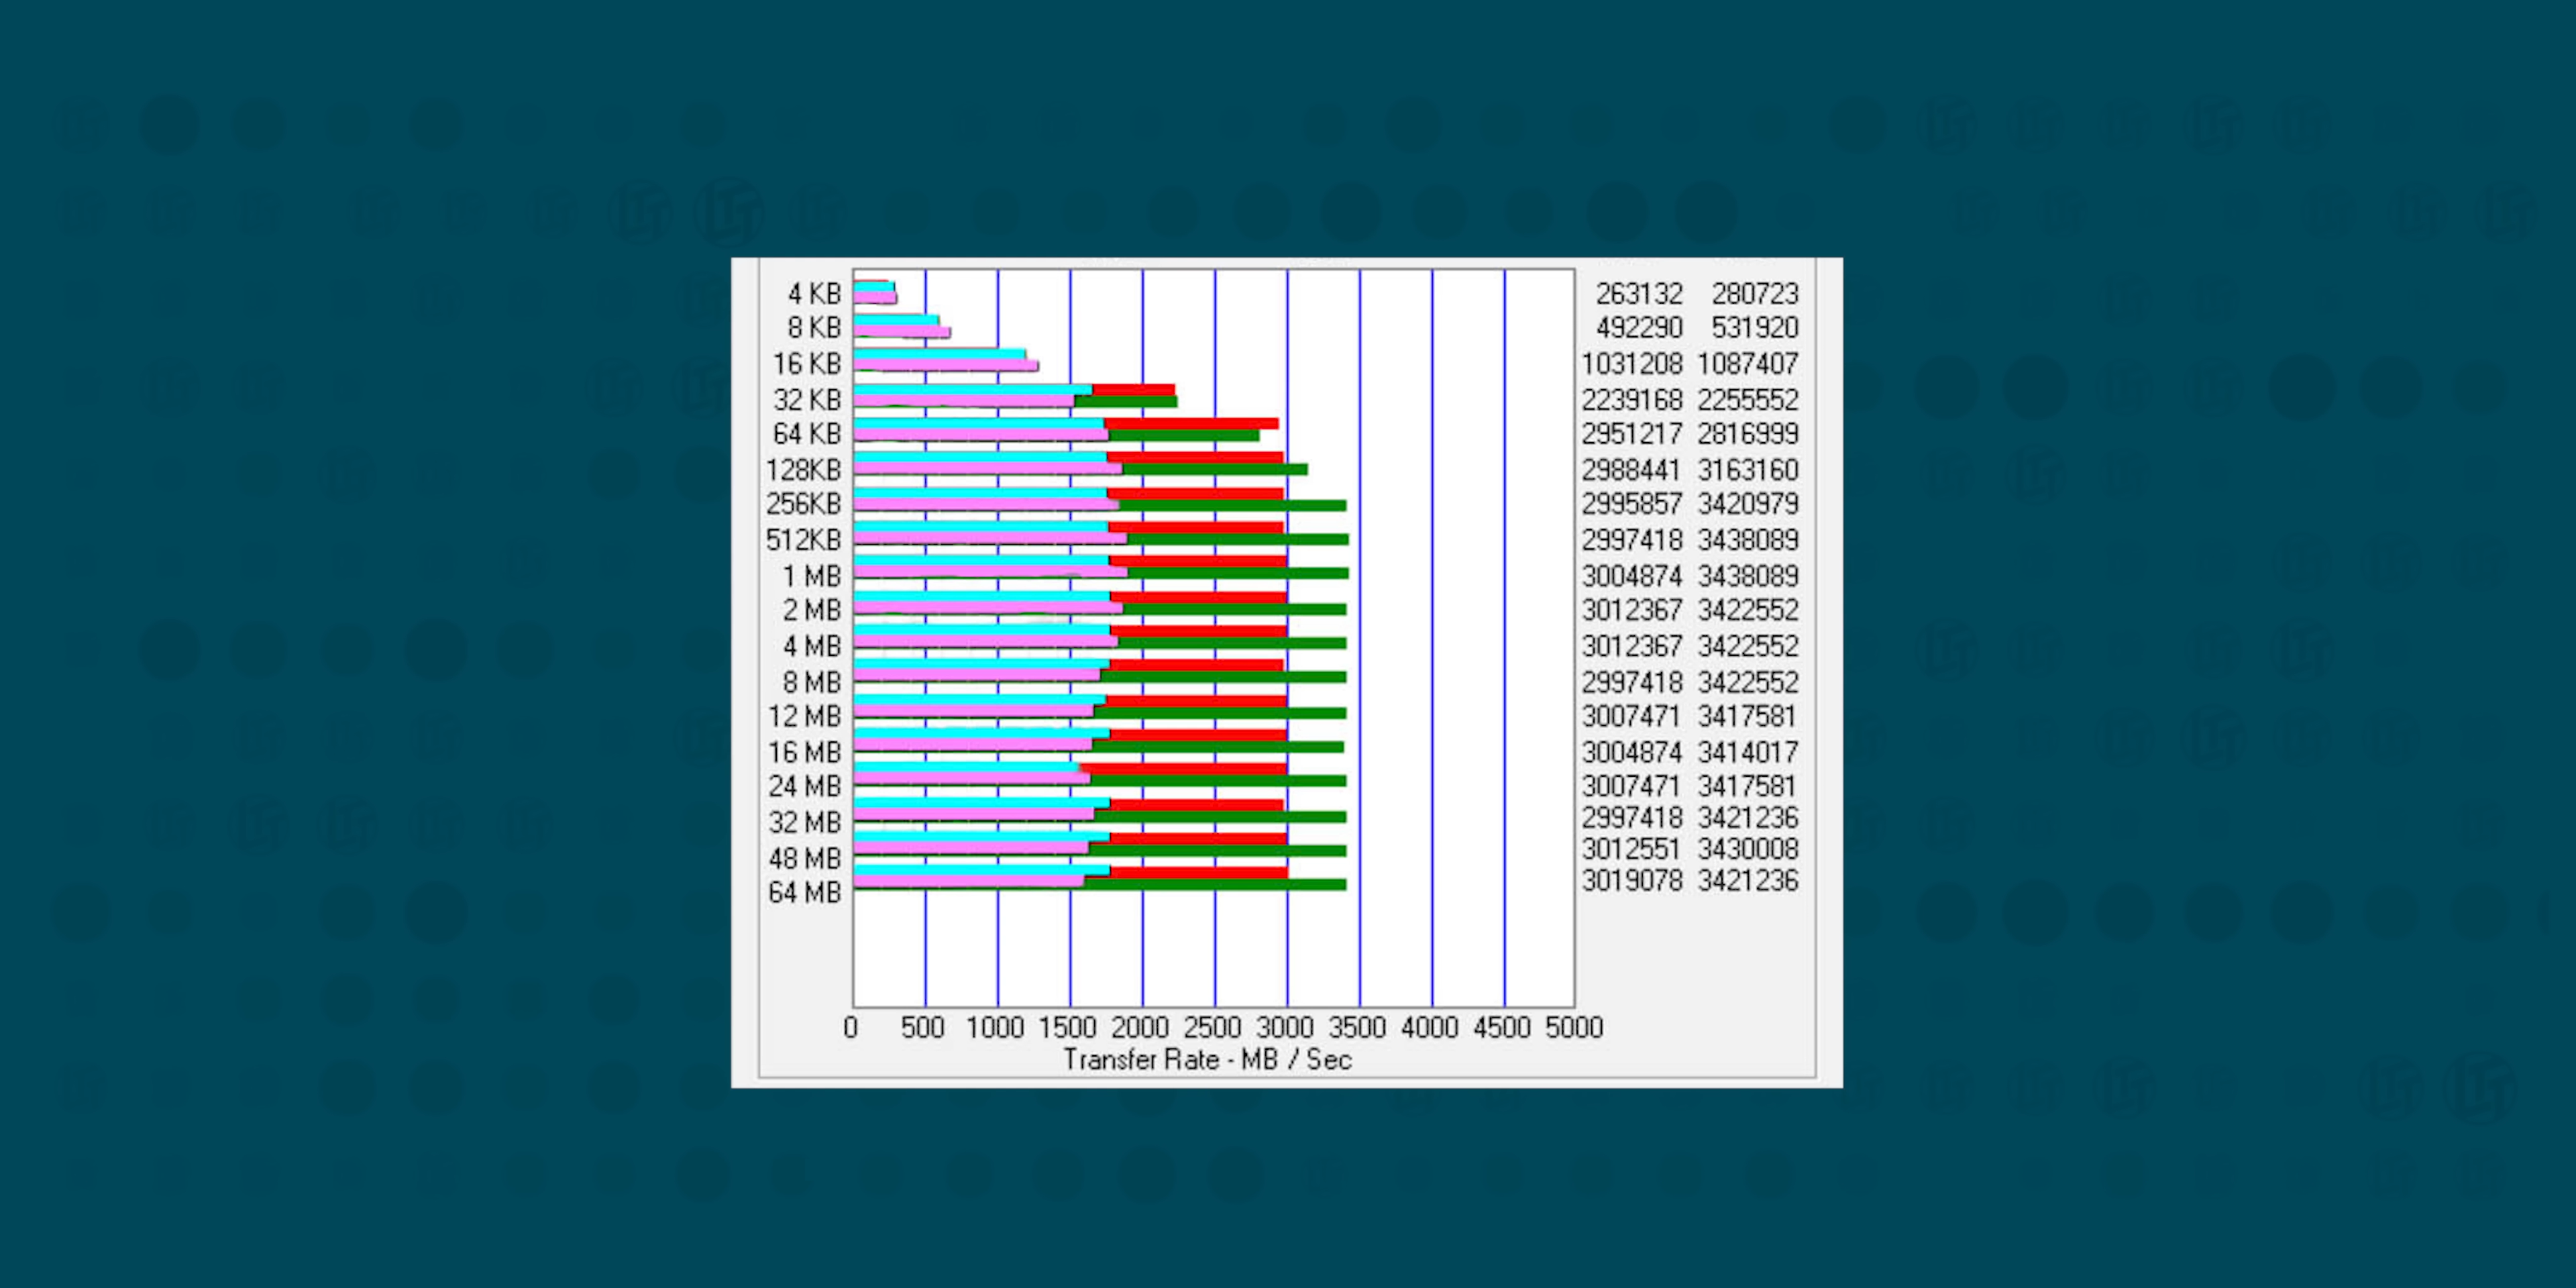 4 KB 263132 280723
8 KB 492290 531920
16 KB 1031208 1087407
32 KB 2239168 2255552
64 KB 2951217 2816999
128KB 2988441 3163160
256KB 2995857 3420979
512KB 2997418 3438089
1 MB 3004874 3438089
2 MB 3012367 3422552
4 MB 3012367 3422552
8 MB 2997418 3422552
12 MB 3007471 3417581
16 MB 3004874 3414017
24 MB 3007471 3417581
32 MB 2997418 3421236
48 MB 3012551 3430008
64 MB 3019078 3421236
0 500 1000 1500 2000 2500 3000 3500 4000 4500 5000
Transfer Rate - MB / Sec